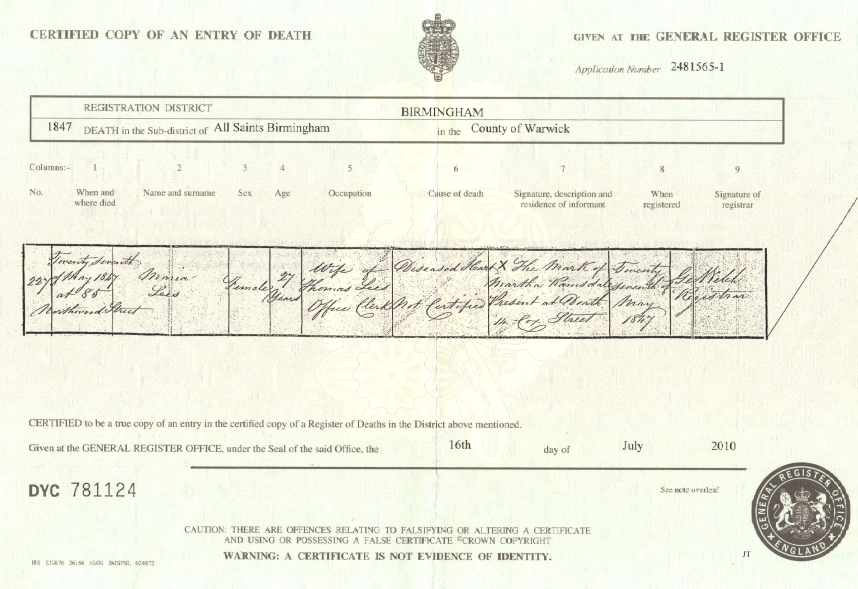 CERTIFIED COPY OF AN ENTRY OF DEATH
GIVEN AT THE GENERAL REGISTER OFFICE
Application Number 2481565-1
REGISTRATION DISTRICT BIRMINGHAM
1847 DEATH in the Sub-district of All Saints Birmingham in the County of Warwick
Columns:- 1 2 3 4 5 6 7 8 9
No. When and where died Name and surname Sex Age Occupation Cause of death Signature, description and residence of informant When registered Signature of registrar
227
Twenty seventh
of May 1847
at 85
Northwood Street
Maria
Lees
Female
27
Years
Wife of
Thomas Lees
Office Clerk
Diseased Heart
Not Certified
X The Mark of
Martha Ramsdale
Present at Death
14 Cox Street
Twenty
seventh of
May
1847
Geo Welch
Registrar
CERTIFIED to be a true copy of an entry in the certified copy of a Register of Deaths in the District above mentioned.
Given at the GENERAL REGISTER OFFICE, under the Seal of the said Office, the 16th day of July 2010
DYC 781124
See note overleaf
GENERAL REGISTER OFFICE
ENGLAND
CAUTION: THERE ARE OFFENCES RELATING TO FALSIFYING OR ALTERING A CERTIFICATE
AND USING OR POSSESSING A FALSE CERTIFICATE ©CROWN COPYRIGHT
WARNING: A CERTIFICATE IS NOT EVIDENCE OF IDENTITY.
JT